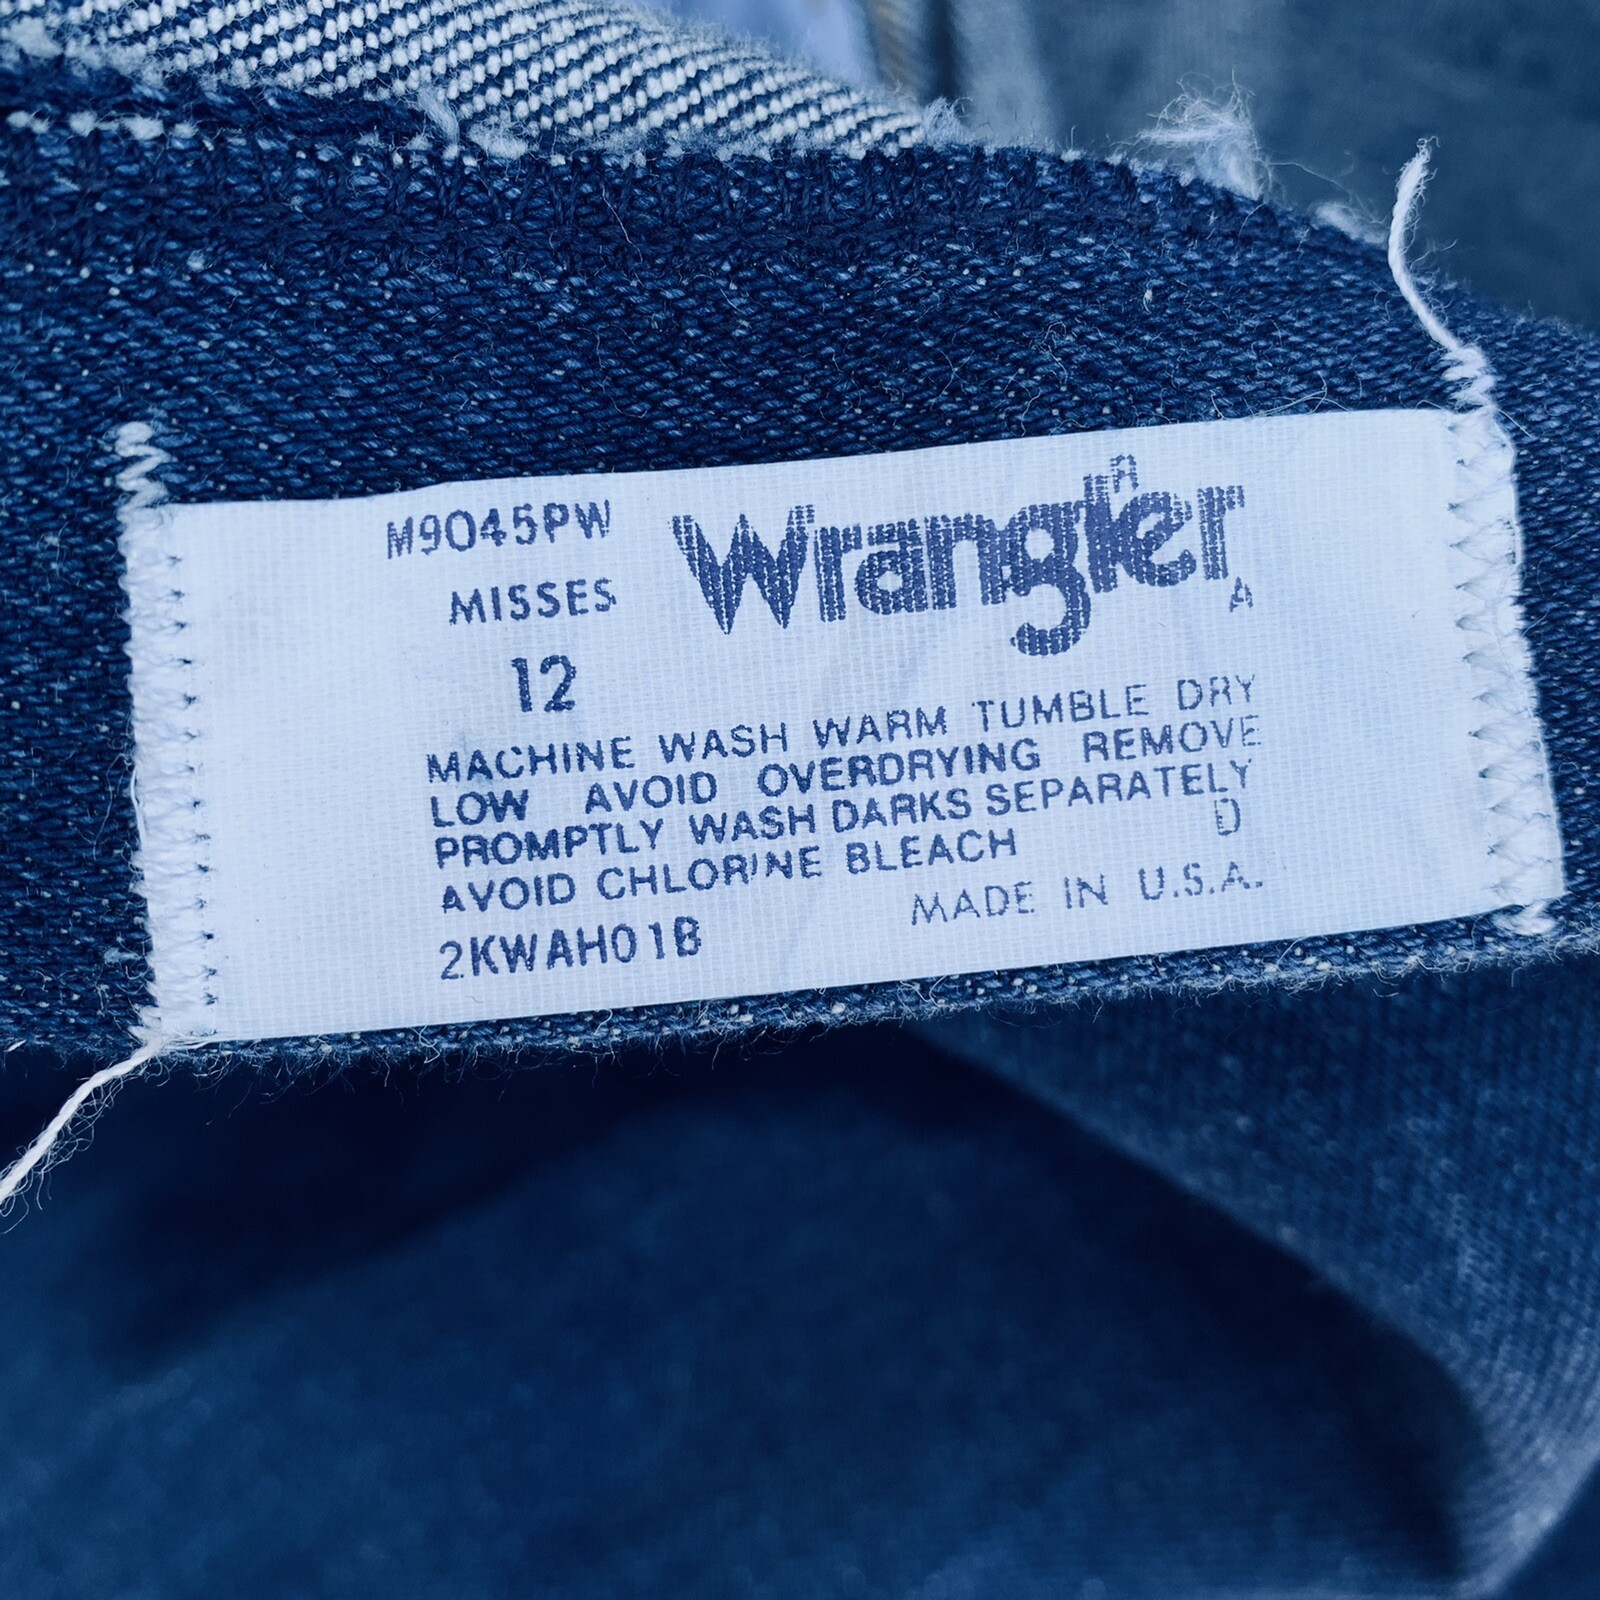 M9045PW Wrangler
A
MISSES
A
12
MACHINE WASH WARM TUMBLE DRY
LOW AVOID OVERDRYING REMOVE
PROMPTLY WASH DARKS SEPARATELY
AVOID CHLORINE BLEACH D
2KWAH01B MADE IN U.S.A.